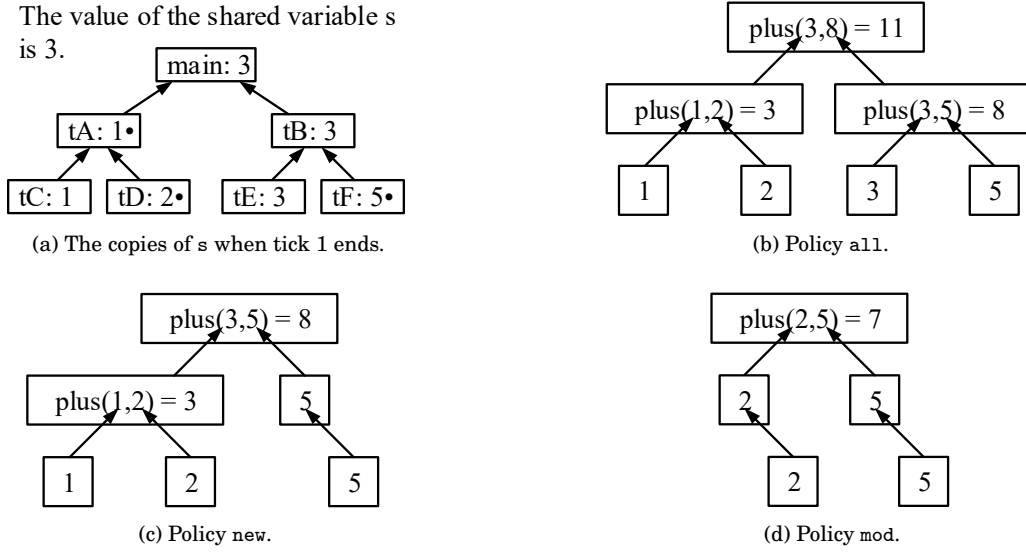 The value of the shared variable s
is 3.
main: 3
tA: 1•
tB: 3
tC: 1
tD: 2•
tE: 3
tF: 5•
(a) The copies of s when tick 1 ends.
plus(3,8) = 11
plus(1,2) = 3
plus(3,5) = 8
1
2
3
5
(b) Policy all.
plus(3,5) = 8
plus(1,2) = 3
5
1
2
5
(c) Policy new.
plus(2,5) = 7
2
5
2
5
(d) Policy mod.